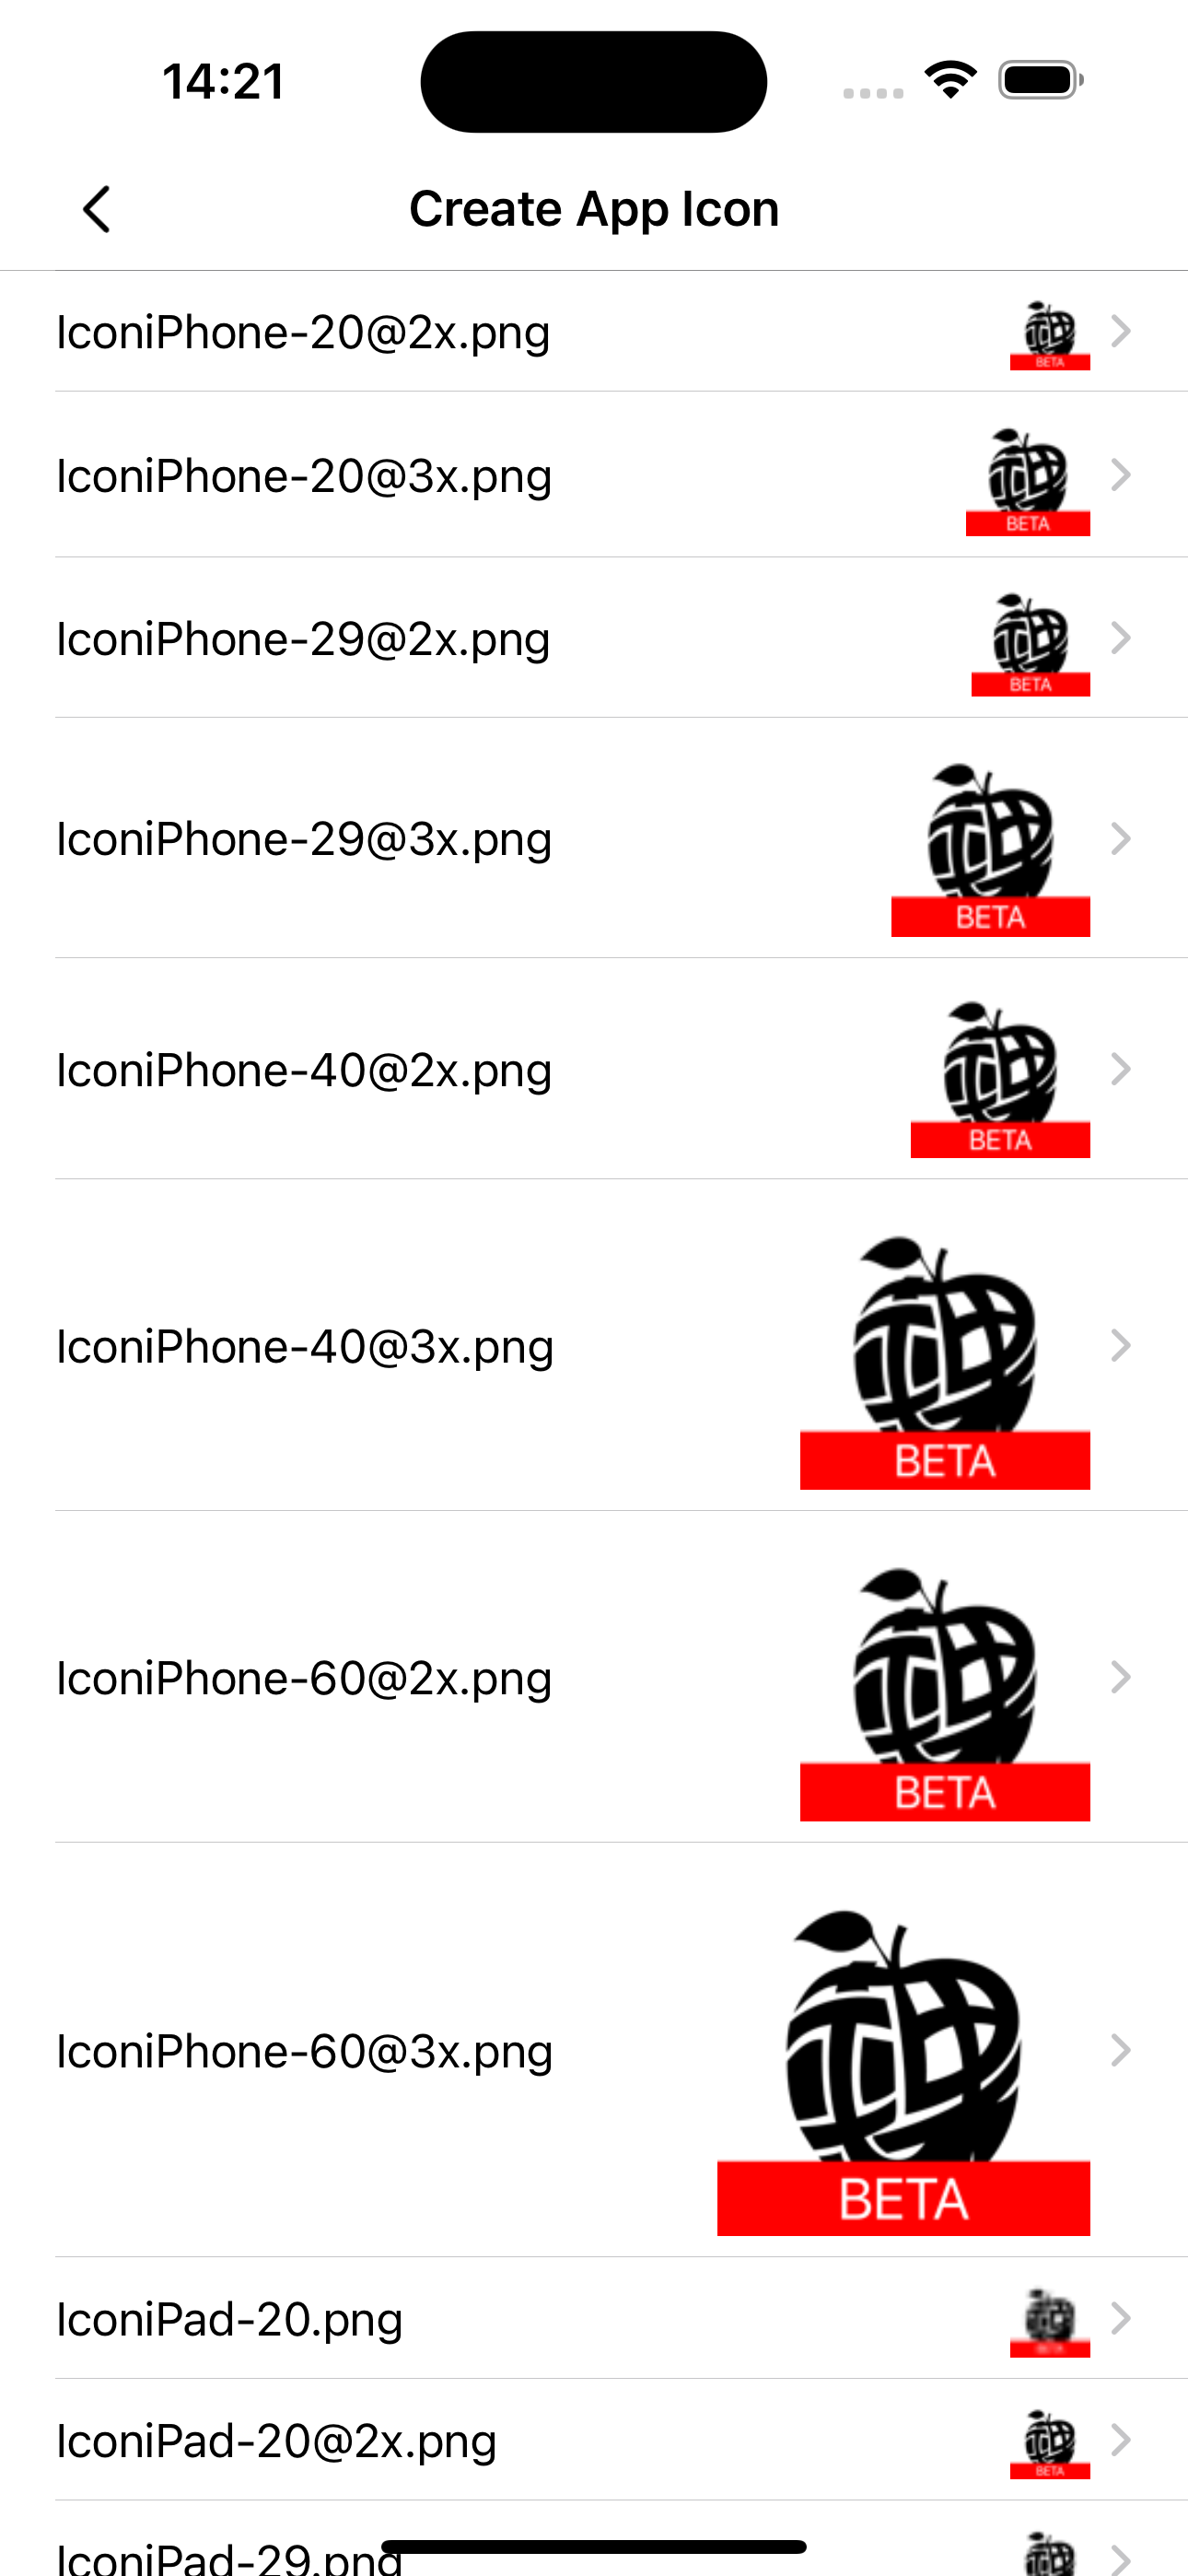 14:21
Create App Icon
IconiPhone-20@2x.png
BETA
IconiPhone-20@3x.png
BETA
IconiPhone-29@2x.png
BETA
IconiPhone-29@3x.png
BETA
IconiPhone-40@2x.png
BETA
IconiPhone-40@3x.png
BETA
IconiPhone-60@2x.png
BETA
IconiPhone-60@3x.png
BETA
IconiPad-20.png
BETA
IconiPad-20@2x.png
BETA
IconiPad-29.png